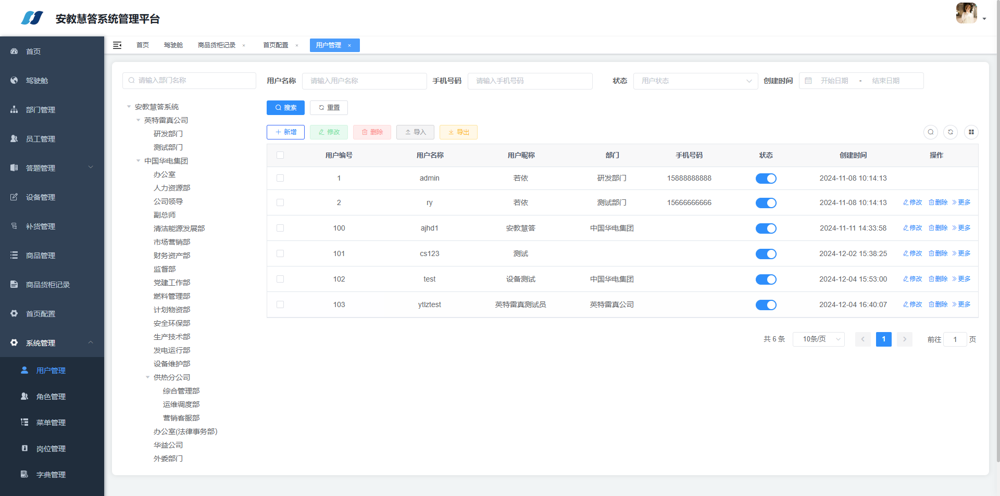 安教慧答系统管理平台
首页
驾驶舱
部门管理
员工管理
答题管理
设备管理
补货管理
商品管理
商品货柜记录
首页配置
系统管理
用户管理
角色管理
菜单管理
岗位管理
字典管理
首页 驾驶舱 商品货柜记录 × 首页配置 × 用户管理 ×
请输入部门名称
安教慧答系统
英特雷真公司
研发部门
测试部门
中国华电集团
办公室
人力资源部
公司领导
副总师
清洁能源发展部
市场营销部
财务资产部
监督部
党建工作部
燃料管理部
计划物资部
安全环保部
生产技术部
发电运行部
设备维护部
供热分公司
综合管理部
运维调度部
营销客服部
办公室(法律事务部)
华益公司
外委部门
用户名称 请输入用户名称 手机号码 请输入手机号码 状态 用户状态 创建时间 开始日期 - 结束日期
搜索 重置
新增 修改 删除 导入 导出
用户编号 用户名称 用户昵称 部门 手机号码 状态 创建时间 操作
1 admin 若依 研发部门 15888888888 2024-11-08 10:14:13
2 ry 若依 测试部门 15666666666 2024-11-08 10:14:13 修改 删除 更多
100 ajhd1 安教慧答 中国华电集团 2024-11-11 14:33:58 修改 删除 更多
101 cs123 测试 2024-12-02 15:38:25 修改 删除 更多
102 test 设备测试 中国华电集团 2024-12-04 15:53:00 修改 删除 更多
103 ytlztest 英特雷真测试员 英特雷真公司 2024-12-04 16:40:07 修改 删除 更多
共 6 条 10条/页 1 前往 1 页